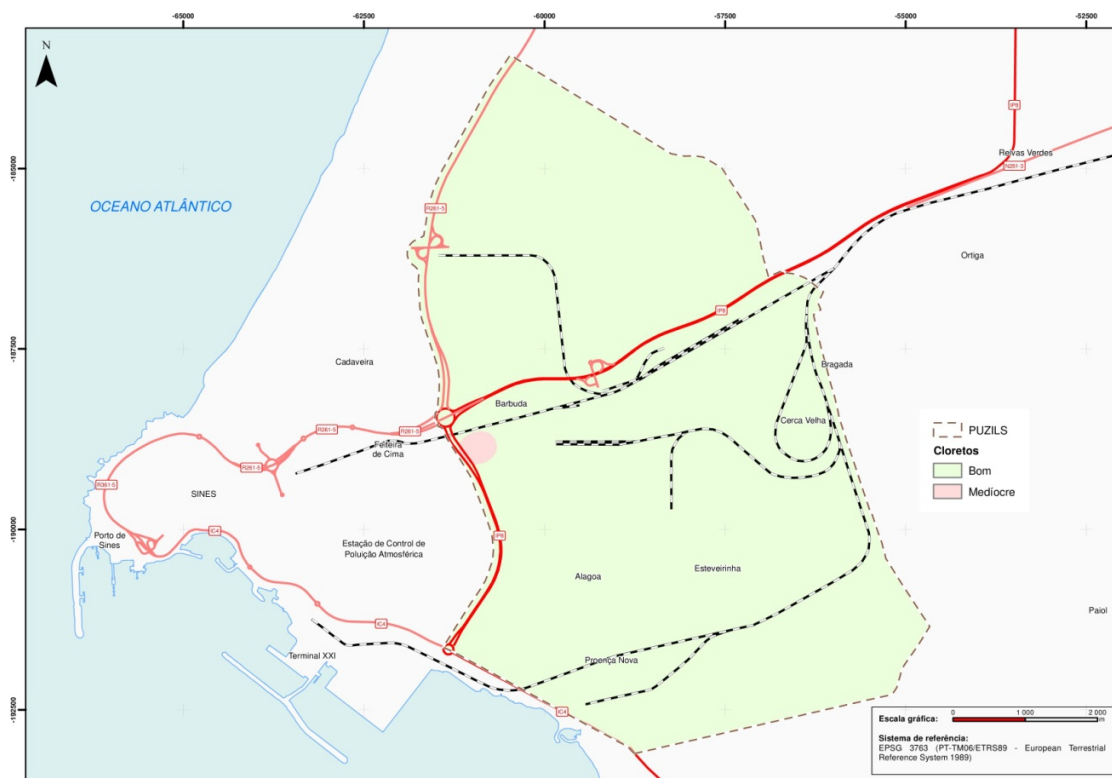 -65000 -62500 -60000 -57500 -55000 -52500
N
IP8
Relvas Verdes
N261-3
-185000
OCEANO ATLÂNTICO
R261-5
Ortiga
IP8
-187500
Cadaveira
Bragada
Barbuda
Cerca Velha
R261-5 R261-5
Feiteira
de Cima
R261-5
PUZILS
Cloretos
Bom
Medíocre
R261-5
SINES
IC4
IP8
-190000
Porto de
Sines
Estação de Control de
Poluição Atmosférica
Alagoa
Esteveirinha
Paiol
IC4
Terminal XXI
Proença Nova
IC4
-192500
Escala gráfica: 0 1 000 2 000
m
Sistema de referência:
EPSG 3763 (PT-TM06/ETRS89 - European Terrestrial
Reference System 1989)